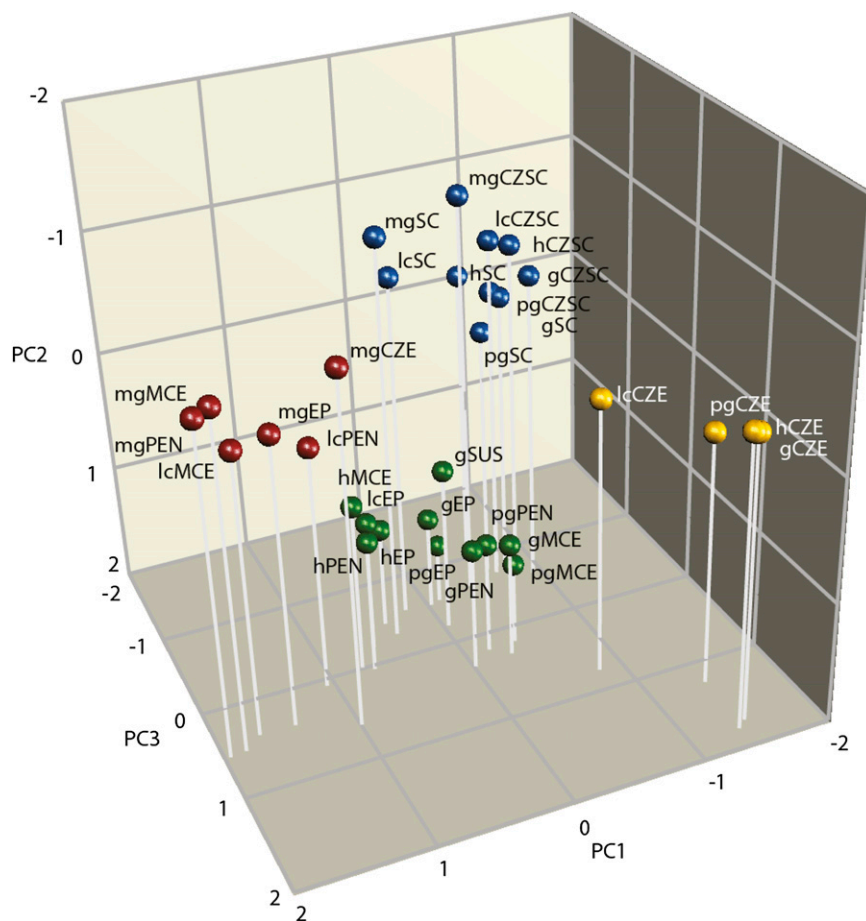 -2
-1
PC2
0
1
2
-2
-1
PC3
0
1
2
2
1
0
PC1
-1
-2
mgCZSC
mgSC
lcCZSC
hCZSC
lcSC
hSC
gCZSC
pgCZSC
gSC
pgSC
mgCZE
mgMCE
mgPEN
mgEP
lcMCE
lcPEN
lcCZE
pgCZE
hCZE
gCZE
hMCE
lcEP
gSUS
gEP
pgPEN
gMCE
hPEN
hEP
pgEP
gPEN
pgMCE